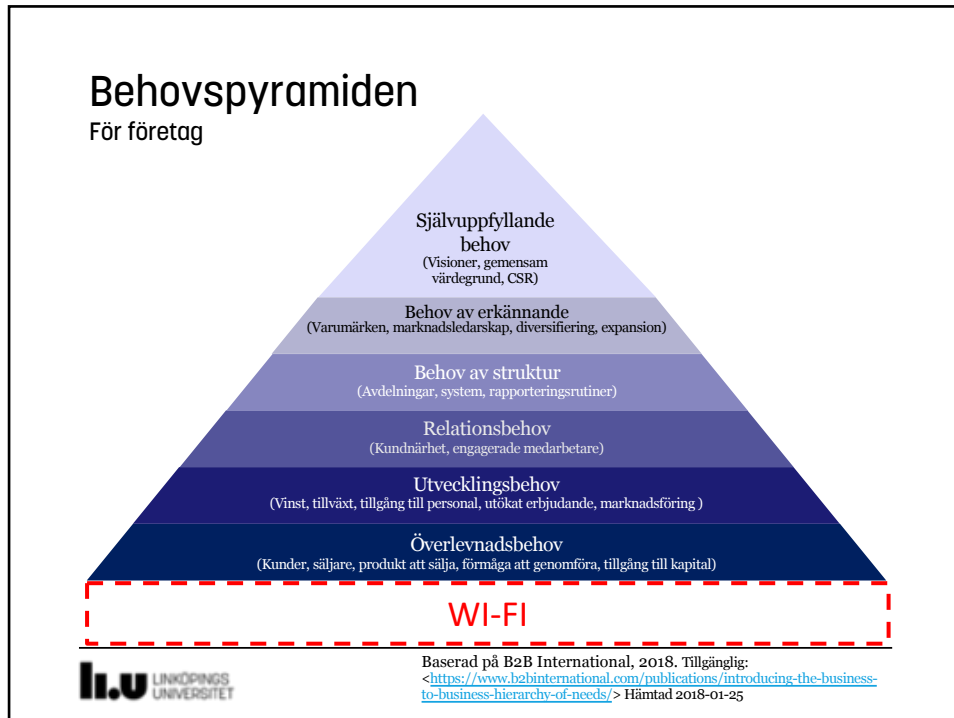 Behovspyramiden
För företag
Självuppfyllande
behov
(Visioner, gemensam
värdegrund, CSR)
Behov av erkännande
(Varumärken, marknadsledarskap, diversifiering, expansion)
Behov av struktur
(Avdelningar, system, rapporteringsrutiner)
Relationsbehov
(Kundnärhet, engagerade medarbetare)
Utvecklingsbehov
(Vinst, tillväxt, tillgång till personal, utökat erbjudande, marknadsföring )
Överlevnadsbehov
(Kunder, säljare, produkt att sälja, förmåga att genomföra, tillgång till kapital)
WI-FI
li.u LINKÖPINGS
UNIVERSITET
Baserad på B2B International, 2018. Tillgänglig:
<https://www.b2binternational.com/publications/introducing-the-business-
to-business-hierarchy-of-needs/> Hämtad 2018-01-25